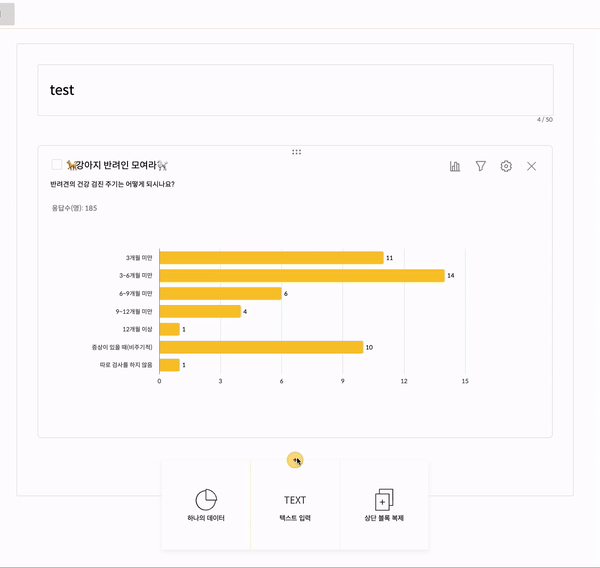 test
4 / 50
🐕강아지 반려인 모여라🐩
반려견의 건강 검진 주기는 어떻게 되시나요?
응답수(명): 185
3개월 미만 11
3~6개월 미만 14
6~9개월 미만 6
9~12개월 미만 4
12개월 이상 1
증상이 있을 때(비주기적) 10
따로 검사를 하지 않음 1
0 3 6 9 12 15
하나의 데이터
TEXT
텍스트 입력
상단 블록 복제